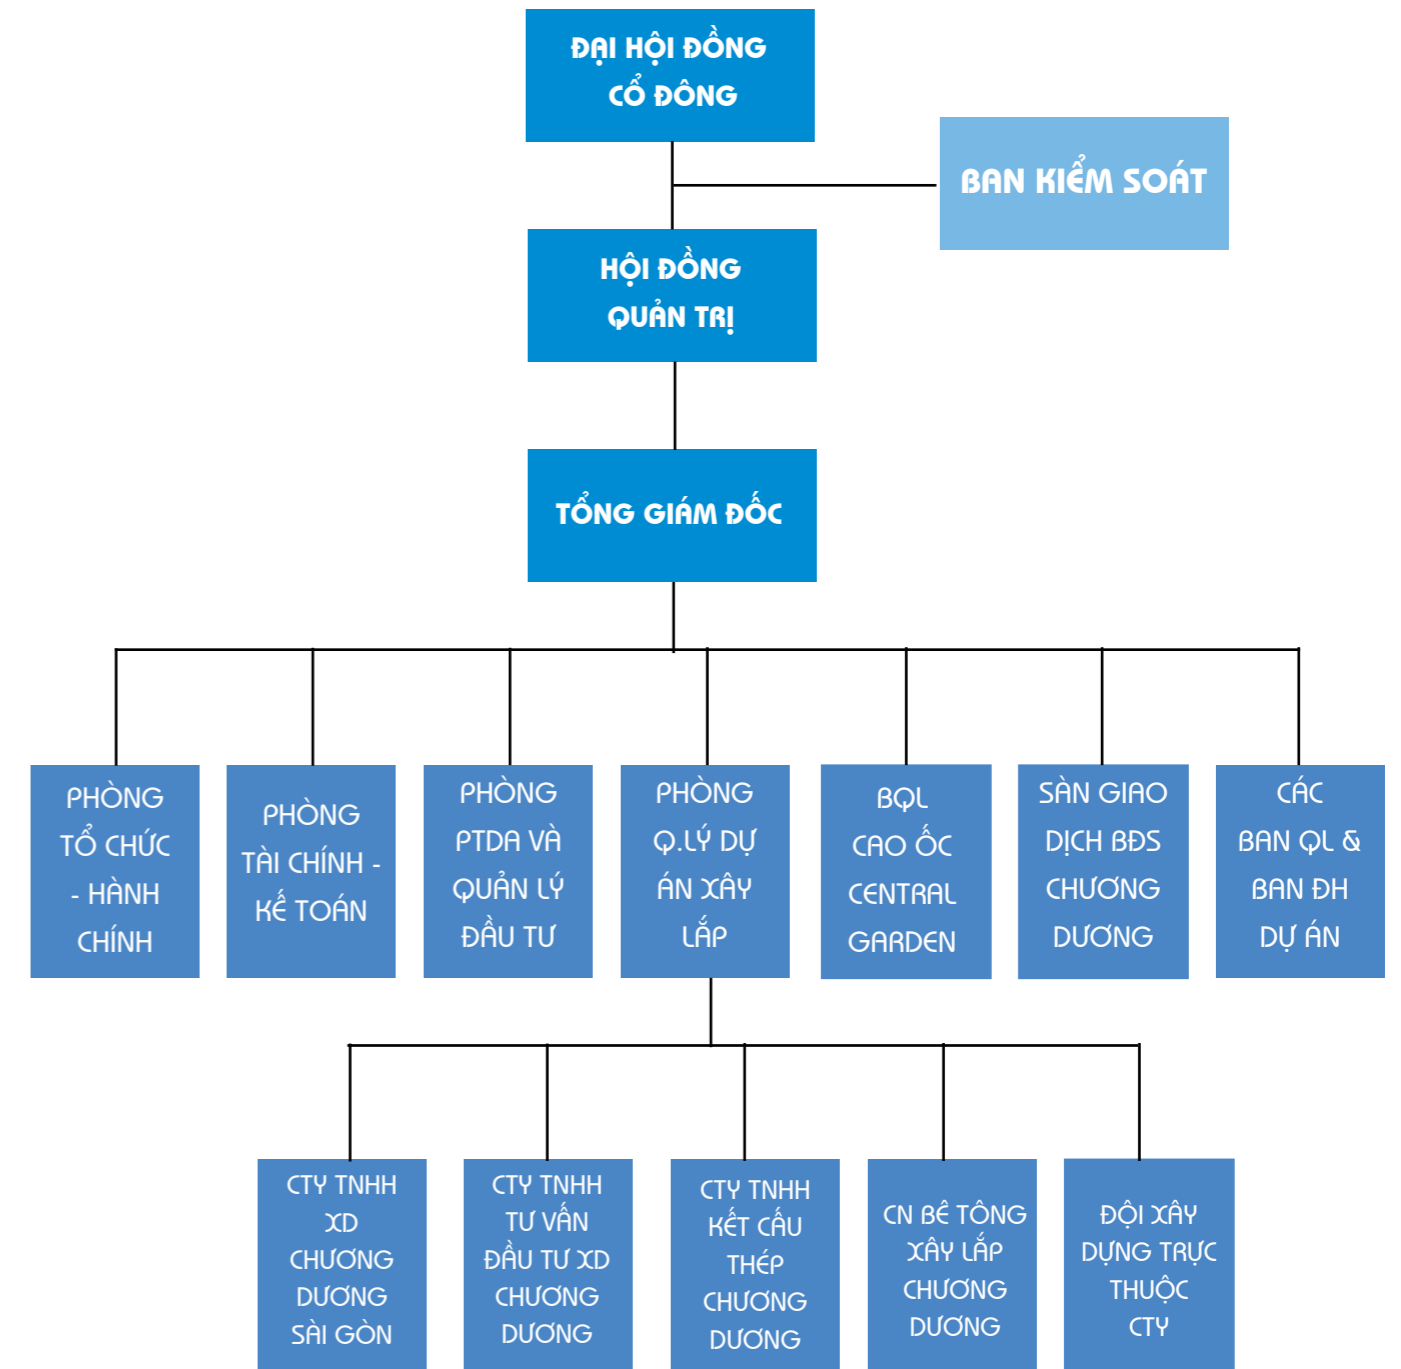 ĐẠI HỘI ĐỒNG
CỔ ĐÔNG
BAN KIỂM SOÁT
HỘI ĐỒNG
QUẢN TRỊ
TỔNG GIÁM ĐỐC
PHÒNG
TỔ CHỨC
- HÀNH
CHÍNH
PHÒNG
TÀI CHÍNH -
KẾ TOÁN
PHÒNG
PTDA VÀ
QUẢN LÝ
ĐẦU TƯ
PHÒNG
Q.LÝ DỰ
ÁN XÂY
LẮP
BQL
CAO ỐC
CENTRAL
GARDEN
SÀN GIAO
DỊCH BĐS
CHƯƠNG
DƯƠNG
CÁC
BAN QL &
BAN ĐH
DỰ ÁN
CTY TNHH
XD
CHƯƠNG
DƯƠNG
SÀI GÒN
CTY TNHH
TƯ VẤN
ĐẦU TƯ XD
CHƯƠNG
DƯƠNG
CTY TNHH
KẾT CẤU
THÉP
CHƯƠNG
DƯƠNG
CN BÊ TÔNG
XÂY LẮP
CHƯƠNG
DƯƠNG
ĐỘI XÂY
DỰNG TRỰC
THUỘC
CTY